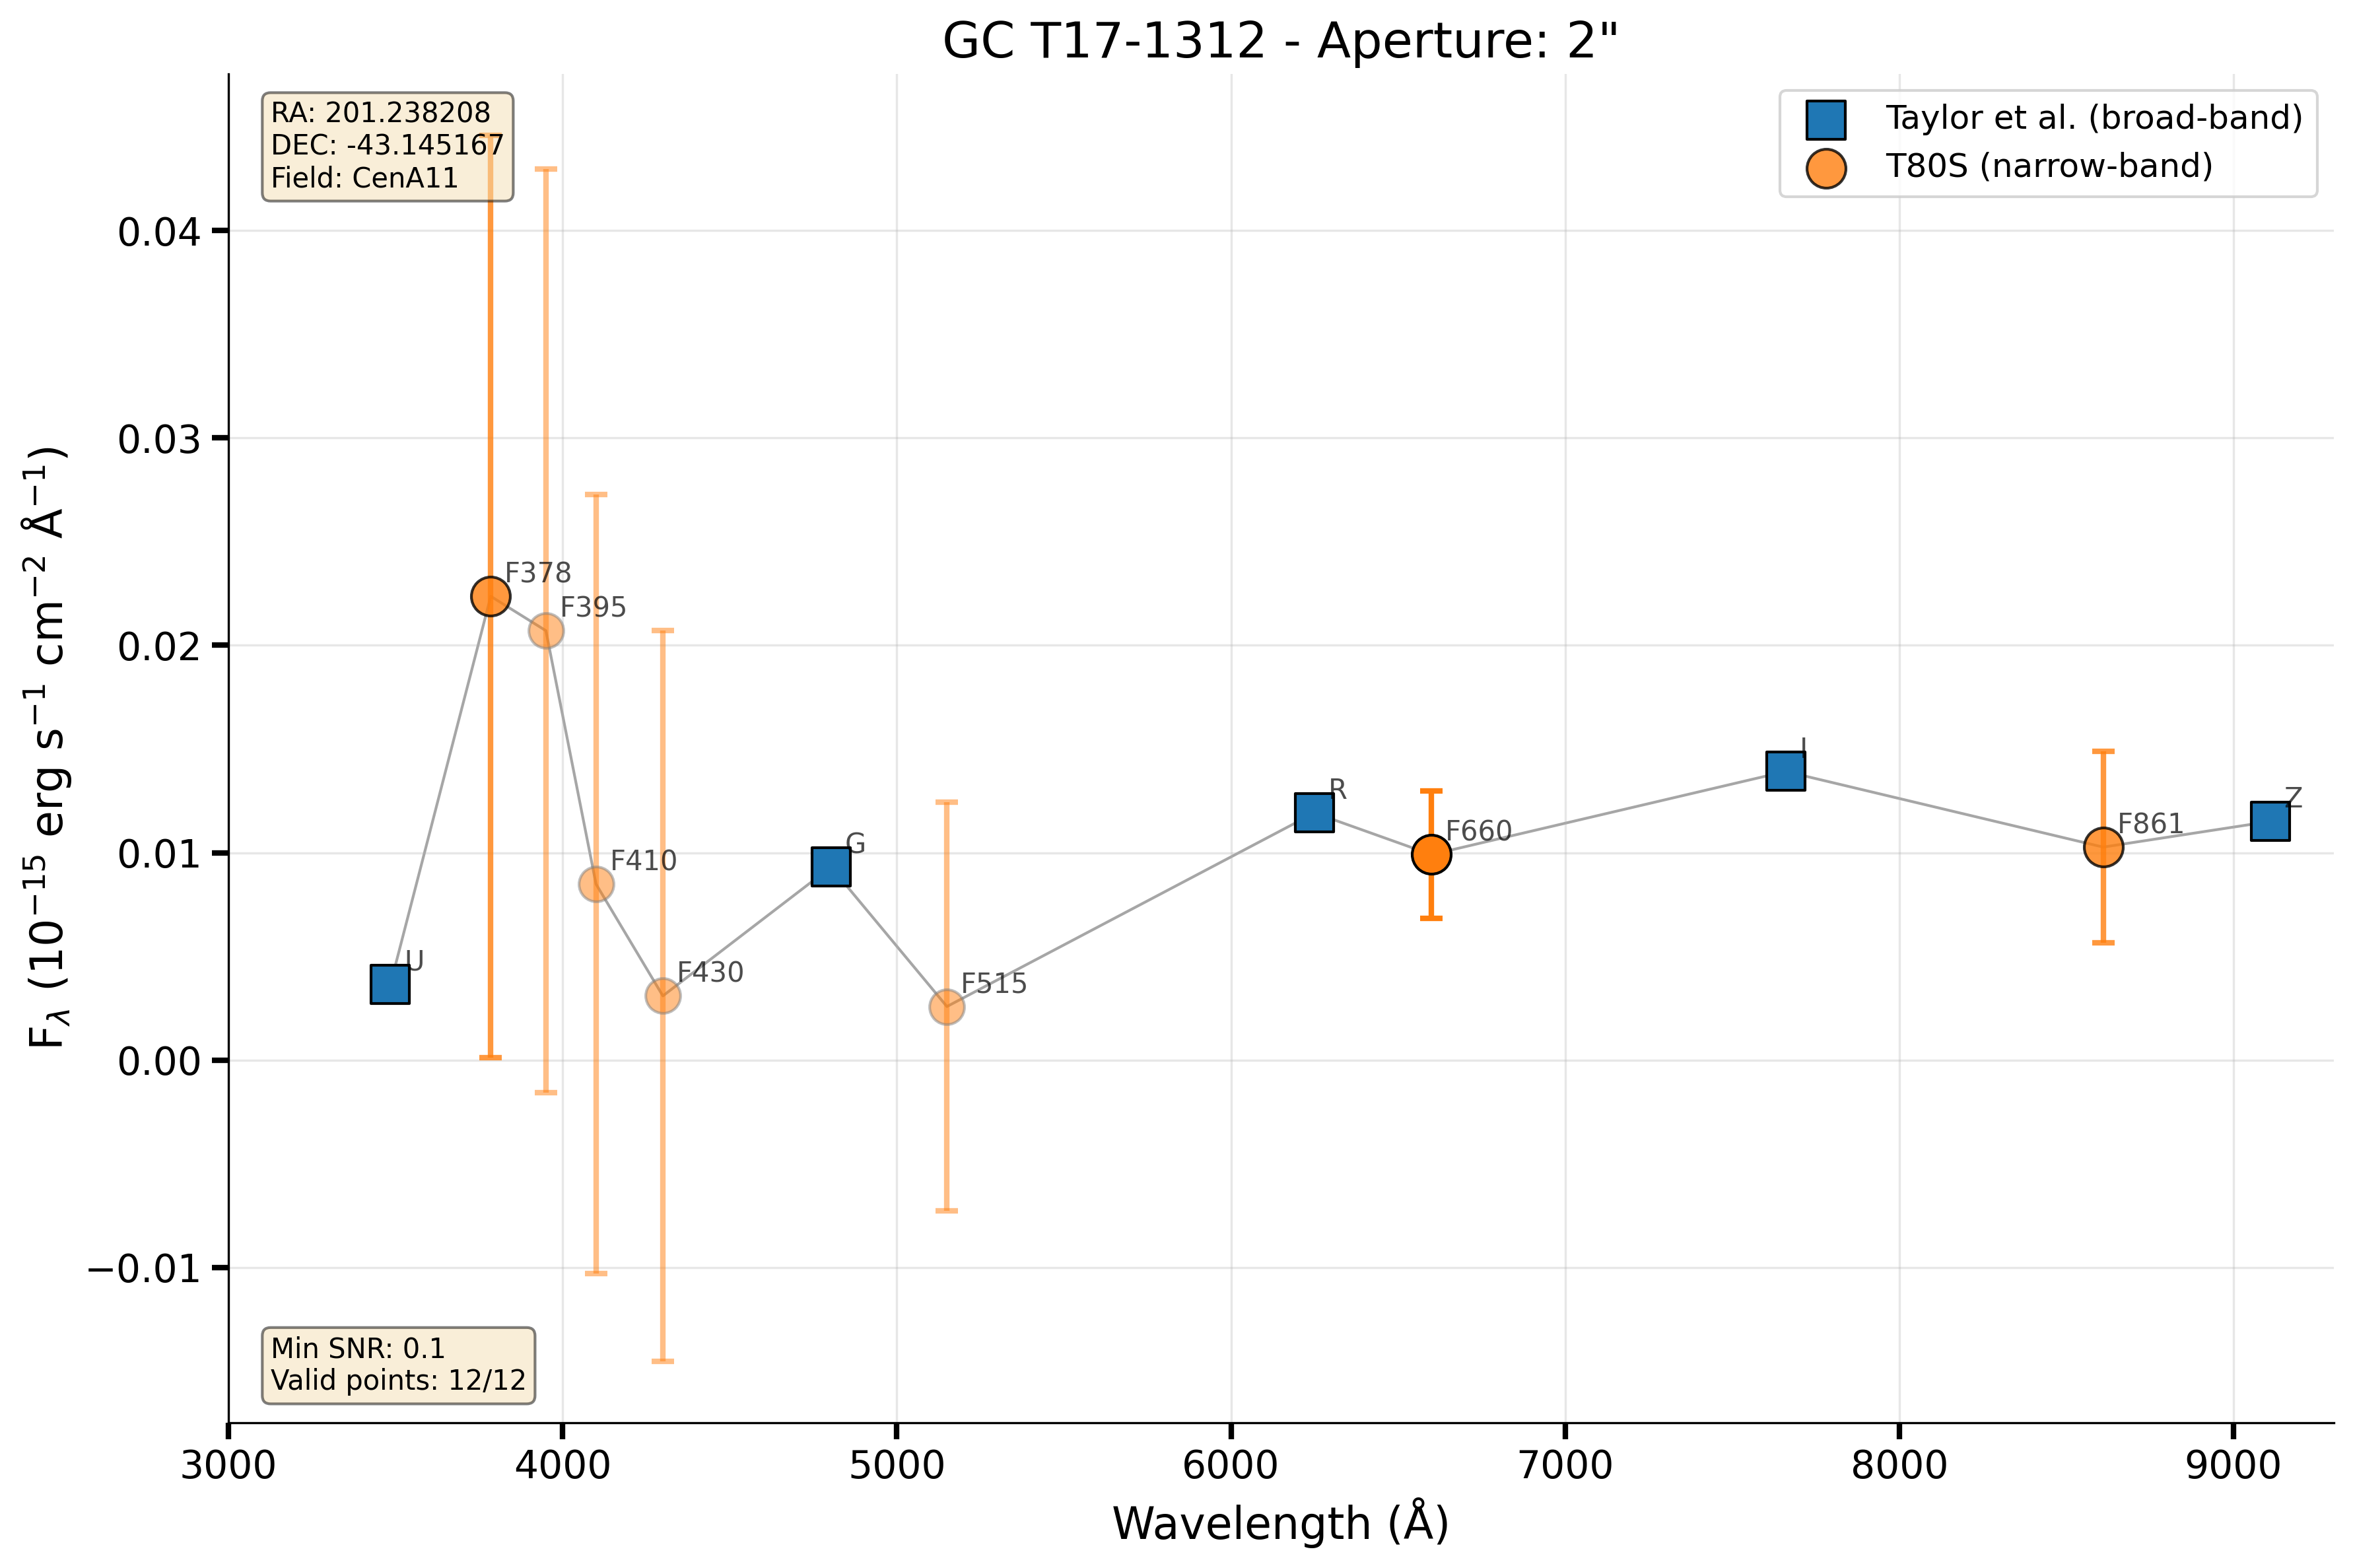 GC T17-1312 - Aperture: 2"
RA: 201.238208
DEC: -43.145167
Field: CenA11
Taylor et al. (broad-band)
T80S (narrow-band)
F378
F395
F410
F430
F515
F660
F861
U
G
R
I
Z
0.04
0.03
0.02
0.01
0.00
−0.01
F$_{λ}$ (10$^{−15}$ erg s$^{−1}$ cm$^{−2}$ Å$^{−1}$)
Min SNR: 0.1
Valid points: 12/12
3000 4000 5000 6000 7000 8000 9000
Wavelength (Å)